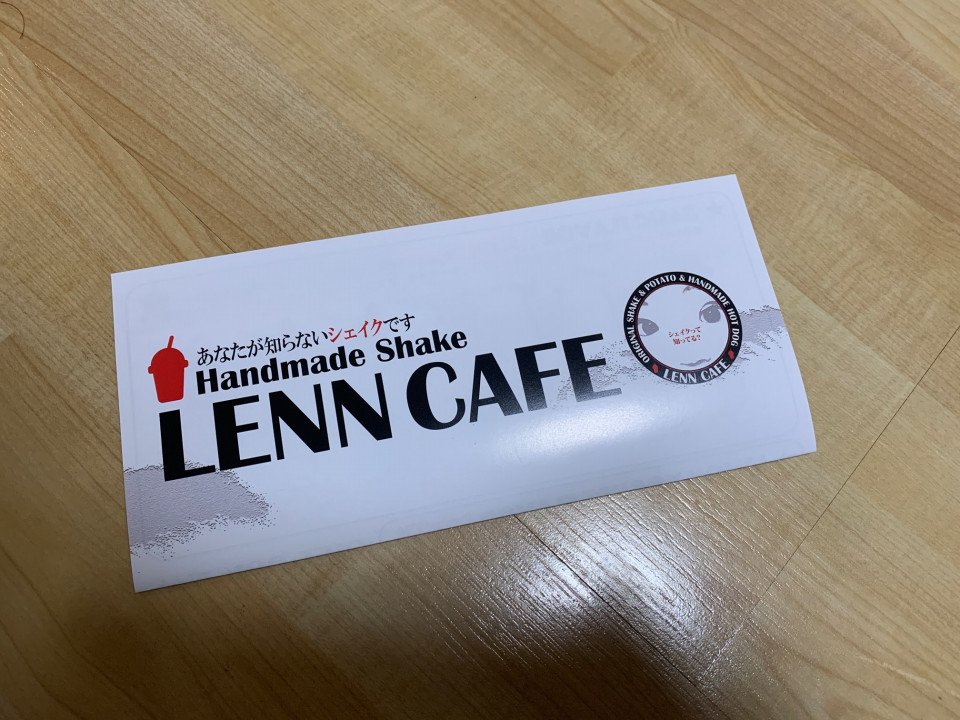 あなたが知らないシェイクです
Handmade Shake
LENN CAFE
ORIGINAL SHAKE & POTATO & HANDMADE HOT DOG
シェイクって
知ってる?
LENN CAFE